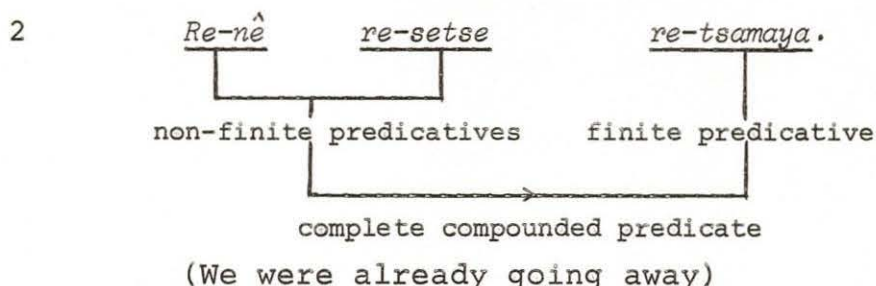 2 Re-nê re-setse re-tsamaya.
non-finite predicatives finite predicative
complete compounded predicate
(We were already going away)